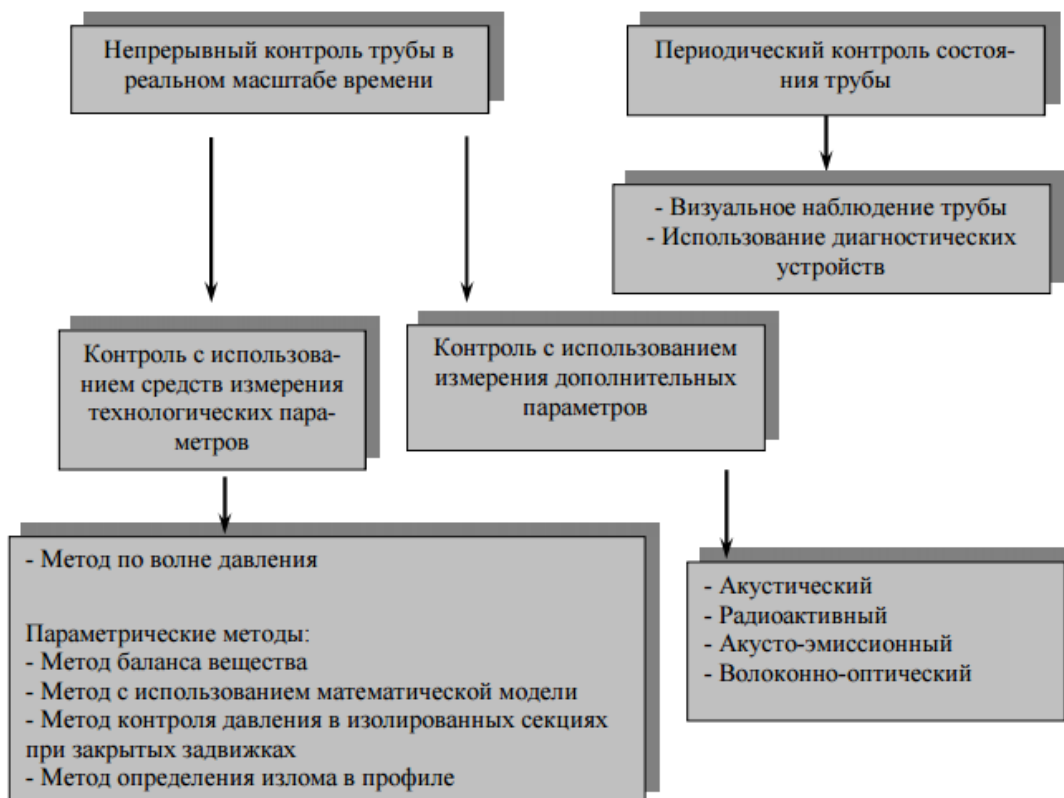 Непрерывный контроль трубы в
реальном масштабе времени
Периодический контроль состоя-
ния трубы
- Визуальное наблюдение трубы
- Использование диагностических
устройств
Контроль с использова-
нием средств измерения
технологических пара-
метров
Контроль с использованием
измерения дополнительных
параметров
- Метод по волне давления
Параметрические методы:
- Метод баланса вещества
- Метод с использованием математической модели
- Метод контроля давления в изолированных секциях
при закрытых задвижках
- Метод определения излома в профиле
- Акустический
- Радиоактивный
- Акусто-эмиссионный
- Волоконно-оптический